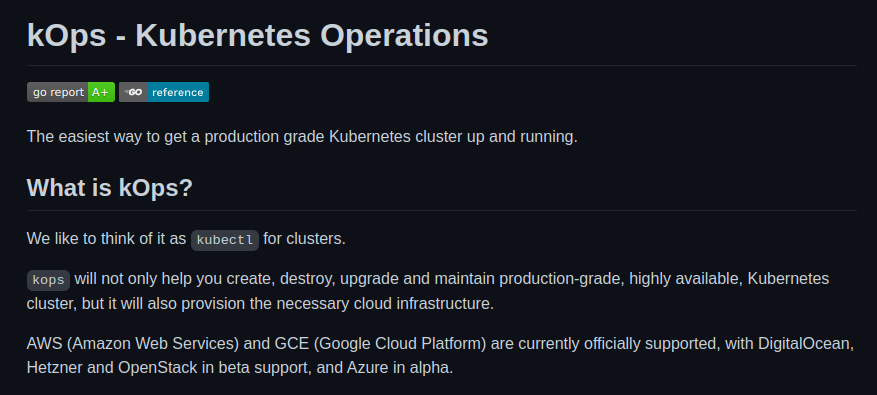 kOps - Kubernetes Operations
go report A+ GO reference
The easiest way to get a production grade Kubernetes cluster up and running.
What is kOps?
We like to think of it as kubectl for clusters.
kops will not only help you create, destroy, upgrade and maintain production-grade, highly available, Kubernetes
cluster, but it will also provision the necessary cloud infrastructure.
AWS (Amazon Web Services) and GCE (Google Cloud Platform) are currently officially supported, with DigitalOcean,
Hetzner and OpenStack in beta support, and Azure in alpha.